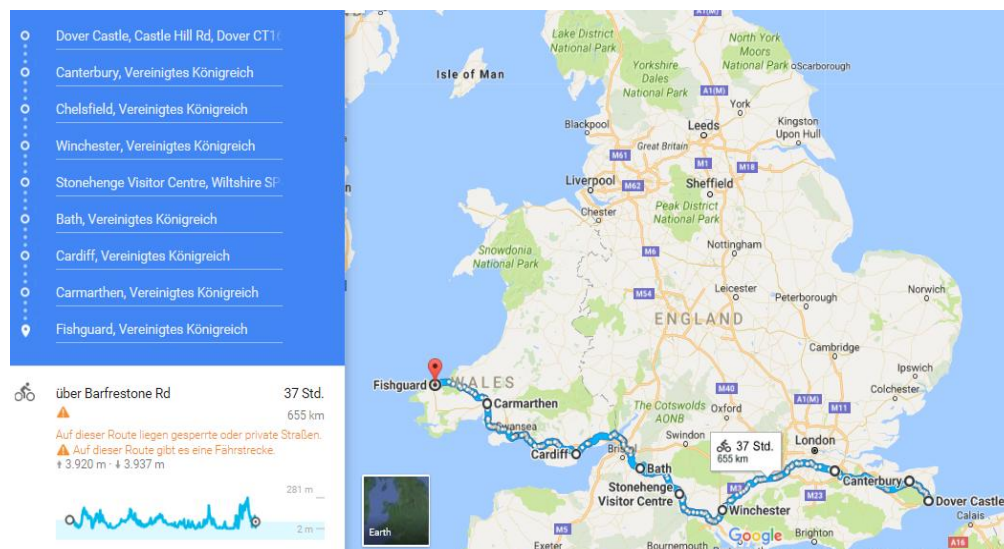 Dover Castle, Castle Hill Rd, Dover CT16
Canterbury, Vereinigtes Königreich
Chelsfield, Vereinigtes Königreich
Winchester, Vereinigtes Königreich
Stonehenge Visitor Centre, Wiltshire SP
Bath, Vereinigtes Königreich
Cardiff, Vereinigtes Königreich
Carmarthen, Vereinigtes Königreich
Fishguard, Vereinigtes Königreich
über Barfrestone Rd
37 Std.
655 km
Auf dieser Route liegen gesperrte oder private Straßen.
Auf dieser Route gibt es eine Fährstrecke.
3.920 m · 3.937 m
281 m
2 m
A1(M)
Lake District
National Park
North York
Moors
National Park
Scarborough
Isle of Man
Yorkshire
Dales
National Park
A1(M)
York
Blackpool
Leeds
Kingston
Upon Hull
Great Britain
M61
M1
M18
Liverpool
M62
Sheffield
Chester
Peak District
National Park
Snowdonia
National Park
M6
Nottingham
M54
Leicester
Peterborough
Norwich
ENGLAND
Cambridge
Ipswich
Fishguard
WALES
M40
A1(M)
Colchester
Carmarthen
The Cotswolds
AONB
Oxford
M11
Swansea
Swindon
37 Std.
655 km
London
Cardiff
Bath
Canterbury
Stonehenge
Visitor Centre
M23
Dover Castle
Winchester
Calais
Earth
M5
Google
Brighton
A16
Exeter
Bournemouth